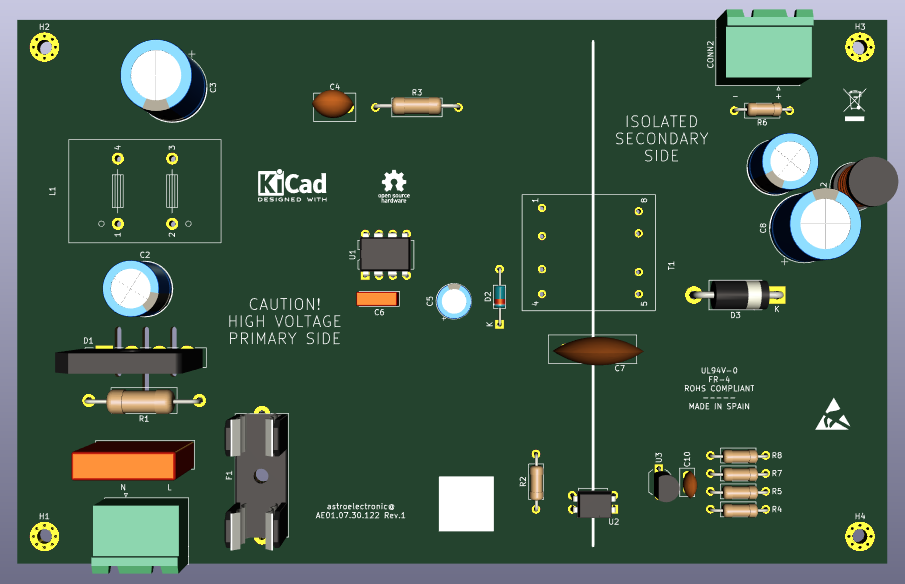 H2
H3
CONN2
C3
C4
R3
- +
R6
ISOLATED
SECONDARY
SIDE
4 3
L1
KiCad
DESIGNED WITH
open source
hardware
1 2
2
1 8
C8
U1
T1
C2
C5
D2
4 5
C6
D3
K
K
CAUTION!
HIGH VOLTAGE
PRIMARY SIDE
D1
C7
UL94V-0
FR-4
ROHS COMPLIANT
-----
MADE IN SPAIN
R1
U3
C10
R8
R7
R5
R4
F1
R2
N L
astroelectronic@
AE01.07.30.122 Rev.1
U2
H1
H4